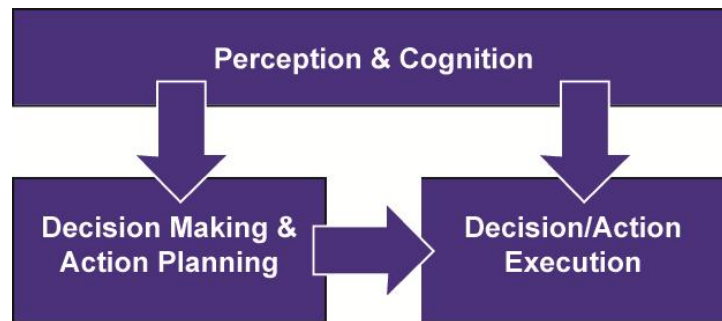 Perception & Cognition
Decision Making &
Action Planning
Decision/Action
Execution